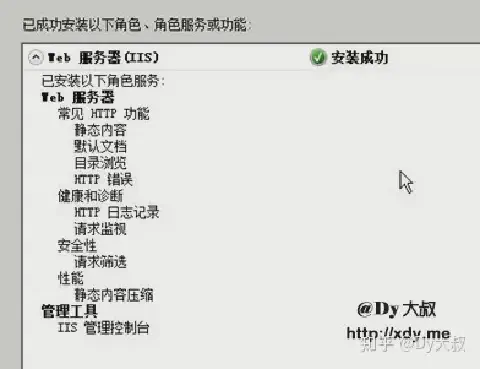 已成功安装以下角色、角色服务或功能:
Web 服务器(IIS) 安装成功
已安装以下角色服务:
Web 服务器
常见 HTTP 功能
静态内容
默认文档
目录浏览
HTTP 错误
健康和诊断
HTTP 日志记录
请求监视
安全性
请求筛选
性能
静态内容压缩
管理工具
IIS 管理控制台
@Dy大叔
http://xdy.me
知乎 @Dy大叔